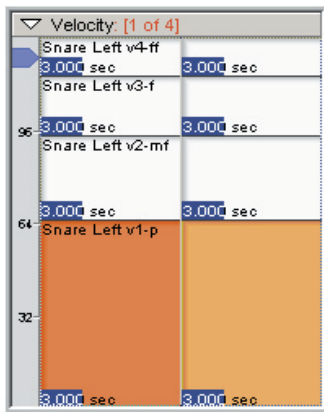 Velocity: [1 of 4]
Snare Left v4-ff
3.000 sec 3.000 sec
Snare Left v3-f
96 3.000 sec 3.000 sec
Snare Left v2-mf
3.000 sec 3.000 sec
64 Snare Left v1-p
32
3.000 sec 3.000 sec